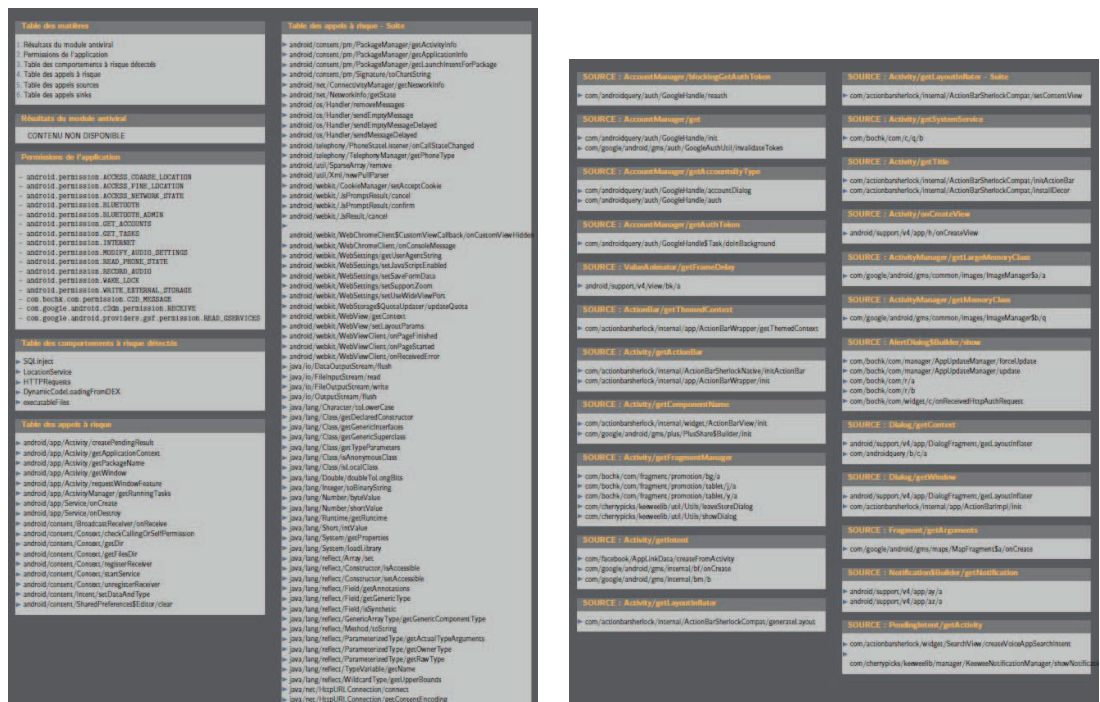 Table des matières
1. Résultats du module antiviral
2. Permissions de l'application
3. Table des comportements à risque détectés
4. Table des appels à risque
5. Table des appels sources
6. Table des appels sinks
Résultats du module antiviral
CONTENU NON DISPONIBLE
Permissions de l'application
- android.permission.ACCESS_COARSE_LOCATION
- android.permission.ACCESS_FINE_LOCATION
- android.permission.ACCESS_NETWORK_STATE
- android.permission.BLUETOOTH
- android.permission.BLUETOOTH_ADMIN
- android.permission.GET_ACCOUNTS
- android.permission.GET_TASKS
- android.permission.INTERNET
- android.permission.MODIFY_AUDIO_SETTINGS
- android.permission.READ_PHONE_STATE
- android.permission.RECORD_AUDIO
- android.permission.WAKE_LOCK
- android.permission.WRITE_EXTERNAL_STORAGE
- com.bochk.com.permission.C2D_MESSAGE
- com.google.android.c2dm.permission.RECEIVE
- com.google.android.providers.gsf.permission.READ_GSERVICES
Table des comportements à risque détectés
SQLinject
LocationService
HTTPRequests
DynamicCodeLoadingFromDEX
executableFiles
Table des appels à risque
android/app/Activity/createPendingResult
android/app/Activity/getApplicationContext
android/app/Activity/getPackageName
android/app/Activity/getWindow
android/app/Activity/requestWindowFeature
android/app/ActivityManager/getRunningTasks
android/app/Service/onCreate
android/app/Service/onDestroy
android/content/BroadcastReceiver/onReceive
android/content/Context/checkCallingOrSelfPermission
android/content/Context/getDir
android/content/Context/getFilesDir
android/content/Context/registerReceiver
android/content/Context/startService
android/content/Context/unregisterReceiver
android/content/Intent/setDataAndType
android/content/SharedPreferences$Editor/clear
Table des appels à risque – Suite
android/content/pm/PackageManager/getActivityInfo
android/content/pm/PackageManager/getApplicationInfo
android/content/pm/PackageManager/getLaunchIntentForPackage
android/content/pm/Signature/toCharsString
android/net/ConnectivityManager/getNetworkInfo
android/net/NetworkInfo/getState
android/os/Handler/removeMessages
android/os/Handler/sendEmptyMessage
android/os/Handler/sendEmptyMessageDelayed
android/os/Handler/sendMessageDelayed
android/telephony/PhoneStateListener/onCallStateChanged
android/telephony/TelephonyManager/getPhoneType
android/util/SparseArray/remove
android/util/Xml/newPullParser
android/webkit/CookieManager/setAcceptCookie
android/webkit/JsPromptResult/cancel
android/webkit/JsPromptResult/confirm
android/webkit/JsResult/cancel
android/webkit/WebChromeClient$CustomViewCallback/onCustomViewHidden
android/webkit/WebChromeClient/onConsoleMessage
android/webkit/WebSettings/getUserAgentString
android/webkit/WebSettings/setJavaScriptEnabled
android/webkit/WebSettings/setSaveFormData
android/webkit/WebSettings/setSupportZoom
android/webkit/WebSettings/setUseWideViewPort
android/webkit/WebStorage$QuotaUpdater/updateQuota
android/webkit/WebView/getContext
android/webkit/WebView/setLayoutParams
android/webkit/WebViewClient/onPageFinished
android/webkit/WebViewClient/onPageStarted
android/webkit/WebViewClient/onReceivedError
java/io/DataOutputStream/flush
java/io/FileInputStream/read
java/io/FileOutputStream/write
java/io/OutputStream/flush
java/lang/Character/toLowerCase
java/lang/Class/getDeclaredConstructor
java/lang/Class/getGenericInterfaces
java/lang/Class/getGenericSuperclass
java/lang/Class/getTypeParameters
java/lang/Class/isAnonymousClass
java/lang/Class/isLocalClass
java/lang/Double/doubleToLongBits
java/lang/Integer/toBinaryString
java/lang/Number/byteValue
java/lang/Number/shortValue
java/lang/Runtime/getRuntime
java/lang/Short/intValue
java/lang/System/getProperties
java/lang/System/loadLibrary
java/lang/reflect/Array/set
java/lang/reflect/Constructor/isAccessible
java/lang/reflect/Constructor/setAccessible
java/lang/reflect/Field/getAnnotations
java/lang/reflect/Field/getGenericType
java/lang/reflect/Field/isSynthetic
java/lang/reflect/GenericArrayType/getGenericComponentType
java/lang/reflect/Method/toString
java/lang/reflect/ParameterizedType/getActualTypeArguments
java/lang/reflect/ParameterizedType/getOwnerType
java/lang/reflect/ParameterizedType/getRawType
java/lang/reflect/TypeVariable/getName
java/lang/reflect/WildcardType/getUpperBounds
java/net/HttpURLConnection/connect
java/net/HttpURLConnection/getContentEncoding
SOURCE : AccountManager/blockingGetAuthToken
com/androidquery/auth/GoogleHandle/reauth
SOURCE : AccountManager/get
com/androidquery/auth/GoogleHandle/init
com/google/android/gms/auth/GoogleAuthUtil/invalidateToken
SOURCE : AccountManager/getAccountsByType
com/androidquery/auth/GoogleHandle/accountDialog
com/androidquery/auth/GoogleHandle/auth
SOURCE : AccountManager/getAuthToken
com/androidquery/auth/GoogleHandle$Task/doInBackground
SOURCE : ValueAnimator/getFrameDelay
android/support/v4/view/bk/a
SOURCE : ActionBar/getThemedContext
com/actionbarsherlock/internal/app/ActionBarWrapper/getThemedContext
SOURCE : Activity/getActionBar
com/actionbarsherlock/internal/ActionBarSherlockNative/initActionBar
com/actionbarsherlock/internal/app/ActionBarWrapper/init
SOURCE : Activity/getComponentName
com/actionbarsherlock/internal/widget/ActionBarView/init
com/google/android/gms/plus/PlusShare$Builder/init
SOURCE : Activity/getFragmentManager
com/bochk/com/fragment/promotion/bg/a
com/bochk/com/fragment/promotion/tablet/j/a
com/bochk/com/fragment/promotion/tablet/y/a
com/cherrypicks/keeweelib/util/Utils/leaveStoreDialog
com/cherrypicks/keeweelib/util/Utils/showDialog
SOURCE : Activity/getIntent
com/facebook/AppLinkData/createFromActivity
com/google/android/gms/internal/bf/onCreate
com/google/android/gms/internal/bm/b
SOURCE : Activity/getLayoutInflator
com/actionbarsherlock/internal/ActionBarSherlockCompat/generateLayout
SOURCE : Activity/getLayoutInflator – Suite
com/actionbarsherlock/internal/ActionBarSherlockCompat/setContentView
SOURCE : Activity/getSystemService
com/bochk/com/c/q/b
SOURCE : Activity/getTitle
com/actionbarsherlock/internal/ActionBarSherlockCompat/initActionBar
com/actionbarsherlock/internal/ActionBarSherlockCompat/installDecor
SOURCE : Activity/onCreateView
android/support/v4/app/h/onCreateView
SOURCE : ActivityManager/getLargeMemoryClass
com/google/android/gms/common/images/ImageManager$a/a
SOURCE : ActivityManager/getMemoryClass
com/google/android/gms/common/images/ImageManager$b/q
SOURCE : AlertDialog$Builder/show
com/bochk/com/manager/AppUpdateManager/forceUpdate
com/bochk/com/manager/AppUpdateManager/update
com/bochk/com/r/a
com/bochk/com/r/b
com/bochk/com/widget/c/onReceivedHttpAuthRequest
SOURCE : Dialog/getContext
android/support/v4/app/DialogFragment/getLayoutInflater
com/androidquery/b/c/a
SOURCE : Dialog/getWindow
android/support/v4/app/DialogFragment/getLayoutInflater
com/actionbarsherlock/internal/app/ActionBarImpl/init
SOURCE : Fragment/getArguments
com/google/android/gms/maps/MapFragment$a/onCreate
SOURCE : Notification$Builder/getNotification
android/support/v4/app/ay/a
android/support/v4/app/az/a
SOURCE : PendingIntent/getActivity
com/actionbarsherlock/widget/SearchView/createVoiceAppSearchIntent
com/cherrypicks/keeweelib/manager/KeeweeNotificationManager/showNotificat